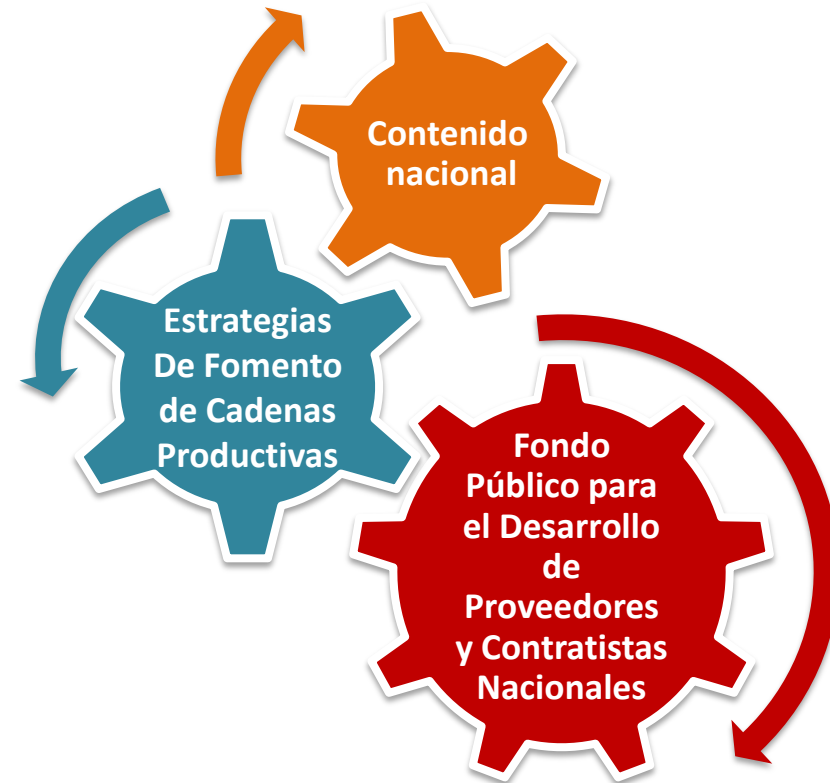 Contenido
nacional
Estrategias
De Fomento
de Cadenas
Productivas
Fondo
Público para
el Desarrollo
de
Proveedores
y Contratistas
Nacionales